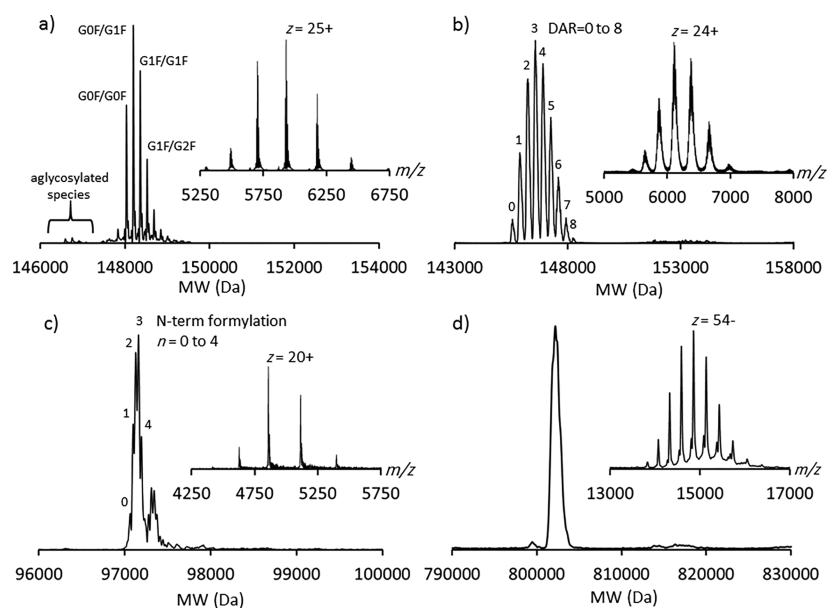 a)
G0F/G1F
G1F/G1F
G0F/G0F
G1F/G2F
aglycosylated
species
z = 25+
m/z
5250 5750 6250 6750
146000 148000 150000 152000 154000
MW (Da)
b)
3 DAR=0 to 8
2 4
1 5
6
0 7
8
z = 24+
m/z
5000 6000 7000 8000
143000 148000 153000 158000
MW (Da)
c)
3 N-term formylation
n = 0 to 4
2
1
4
0
z = 20+
m/z
4250 4750 5250 5750
96000 97000 98000 99000 100000
MW (Da)
d)
z = 54-
m/z
13000 15000 17000
790000 800000 810000 820000 830000
MW (Da)